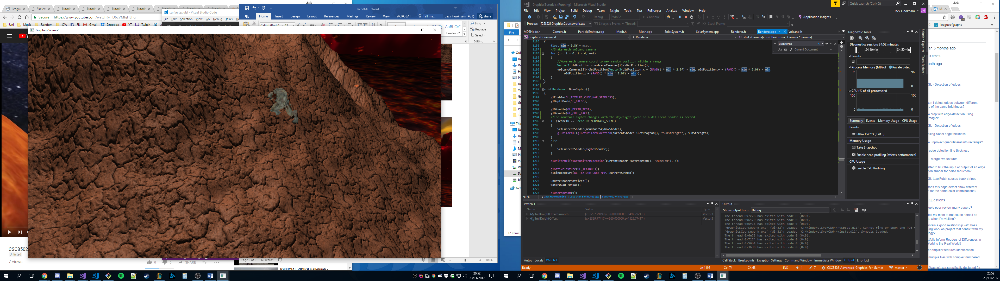 Secure https://www.youtube.com/watch?v=D6cVMhjHEhg
Uni Music Random OW FB Gmail Dropbox YT Twitch
Graphics Scenes!
CSC8502
Unlisted
7 views
0 0 SHARE
[OFFICIAL VIDEO] Hallelujah -
sunVertex.glsl - Visual Studio Code
File Edit Selection View Go Debug Tasks
ReadMe - Word
File Home Insert Design Layout References Mailings Review View ACROBAT Tell me... Jack Hookham (PGT) Share
Calibri (Body) 12
AaBbCcD
Heading 2
Find
Replace
Select
Editing
Page 2 of 2 62 words
100%
File
12 items
GraphicsTutorials (Running) - Microsoft Visual Studio
Quick Launch (Ctrl+Q)
File Edit View Project Build Debug Team Nsight Tools Test ReSharper Analyze Window Help
Jack Hookham JH
Debug Win32 Continue Application Insights
Process: [25852] GraphicsCoursework.exe Lifecycle Events Thread: Stack Frame:
MD5Node.h Camera.h ParticleEmitter.cpp Mesh.h Mesh.cpp SolarSystem.h SolarSystem.cpp Renderer.h Renderer.cpp Volcano.h
GraphicsCoursework Renderer shakeCamera(const float msec, Camera * camera)
updateHel
Current Document
1185 {
1186 float min = 0.8f * msec;
1187 //Shake each volcano camera
1188 for (int i = 0; i < 4; ++i)
1189 {
1190 //Move each camera coord to new random position within a range
1191 Vector3 oldPosition = volcanoCameras[i]->GetPosition();
1192 volcanoCameras[i]->SetPosition(Vector3(oldPosition.x + (RAND() * min * 2.0f) - min, oldPosition.y + (RAND() * min * 2.0f) - min,
1193 oldPosition.z + (RAND() * min * 2.0f) - min));
1194 }
1195 }
1196
1197 void Renderer::DrawSkybox()
1198 {
1199 glEnable(GL_TEXTURE_CUBE_MAP_SEAMLESS);
1200 glDepthMask(GL_FALSE);
1201
1202 glDisable(GL_DEPTH_TEST);
1203 glDisable(GL_CULL_FACE);
1204 //The mountain skybox changes with the day/night cycle so a different shader is needed
1205 if (sceneID == SceneID::MOUNTAIN_SCENE)
1206 {
1207 SetCurrentShader(mountainSkyboxShader);
1208 glUniform1f(glGetUniformLocation(currentShader->GetProgram(), "sunStrength"), sunStrength);
1209 }
1210 else
1211 {
1212 SetCurrentShader(skyboxShader);
1213 }
1214
1215 glUniform1i(glGetUniformLocation(currentShader->GetProgram(), "cubeTex"), 3);
1216
1217 glActiveTexture(GL_TEXTURE3);
1218 glBindTexture(GL_TEXTURE_CUBE_MAP, currentSkyMap);
1219
1220 UpdateShaderMatrices();
1221 waterQuad->Draw();
1222
1223 glUseProgram(0);
90 % Jack Hookham (PGT), Less than 5 minutes ago | 2 authors, 74 changes
Watch 1
Name Value Type
hellKnightOffsetSmooth {x=2297.79199 y=960.000000 z=1497.79211 } Vector3
hellKnightOffset {x=2329.77417 y=960.000000 z=1529.77417 } Vector3
Autos Locals Watch 1
Output
Show output from: Debug
The thread 0x7e28 has exited with code 0 (0x0).
The thread 0x6470 has exited with code 0 (0x0).
The thread 0x6f18 has exited with code 0 (0x0).
'GraphicsCoursework.exe' (Win32): Loaded 'C:\Windows\SysWOW64\nvspcap.dll'. Cannot find or open the PDB
'GraphicsCoursework.exe' (Win32): Loaded 'C:\Windows\SysWOW64\winsta.dll'. Symbols loaded.
The thread 0x6e78 has exited with code 0 (0x0).
The thread 0x7274 has exited with code 0 (0x0).
The thread 0x56b4 has exited with code 0 (0x0).
The thread 0x36d8 has exited with code 0 (0x0).
Call Stack Breakpoints Exception Settings Command Window Immediate Window Output Error List
Ready Ln 1192 Col 74 Ch 68 INS 1 7 CSC8502-Advanced-Graphics-for-Games master
Diagnostic Tools
Diagnostics session: 34:52 minutes
34:40min 34:50min
Events
Process Memory (MB) Private Bytes
96 96
0 0
CPU (% of all processors)
100 100
0 0
Summary Events Memory Usage CPU Usage
Events
Show Events (3 of 3)
Memory Usage
Take Snapshot
Enable heap profiling (affects performance)
CPU Usage
Enable CPU Profiling
Solution Explorer
Team Explorer
leagueofgraphs
ear, 5 months ago
10 times
onth ago
GL - Detection of edges
can I detect edges between different
rs of the same brightness?
to crop with edge-detection using
emagick
GL - Detection of edges
olling Sobel edge thickness
to unproject quadrilateral into rectangle?
edge detection line thickness
- Merge two textures
etter to blur the input or output of an edge
tion shader for noise reduction?
GL texelFetch causes black stripes
does this edge detect show different
s for the same color combinations?
Questions
ople peer-review many papers?
tell my mom to not cause herself so
s when I'm visiting?
intain a good relationship with boss
ning work on project that conflict with my
logy?
ctfully Inform Readers of Differences in
World to the Real World?
er amplifier features identification
multiple files with complex numbered
Wayne's car specifically designed for
20:52
23/11/2017
20:52
23/11/2017